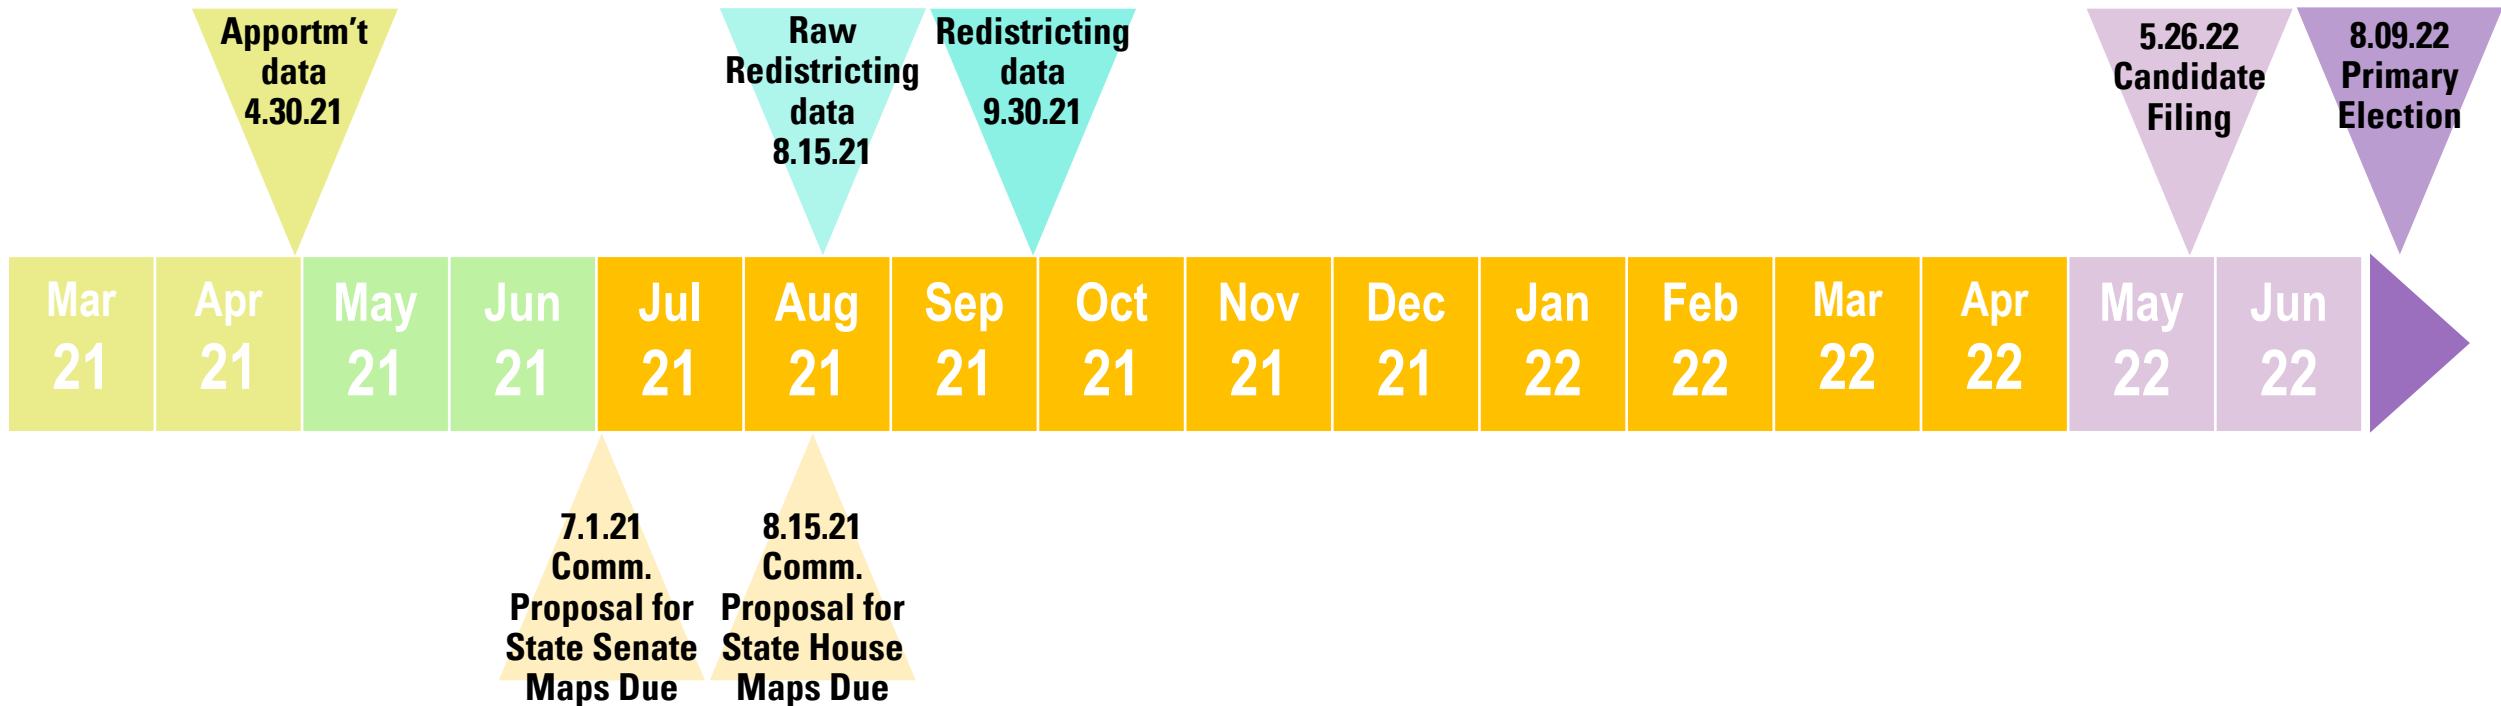 Apportm't
data
4.30.21
Raw
Redistricting
data
8.15.21
Redistricting
data
9.30.21
5.26.22
Candidate
Filing
8.09.22
Primary
Election
Mar
21
Apr
21
May
21
Jun
21
Jul
21
Aug
21
Sep
21
Oct
21
Nov
21
Dec
21
Jan
22
Feb
22
Mar
22
Apr
22
May
22
Jun
22
7.1.21
Comm.
Proposal for
State Senate
Maps Due
8.15.21
Comm.
Proposal for
State House
Maps Due